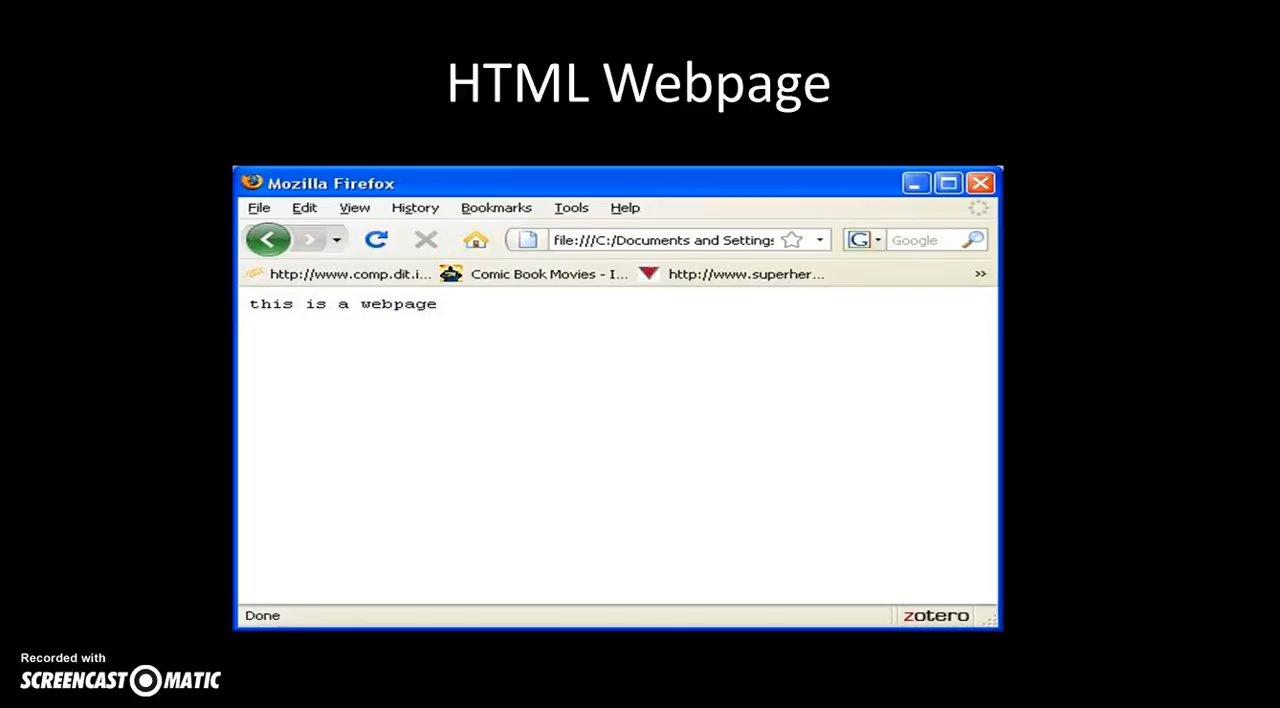 HTML Webpage
Mozilla Firefox
File Edit View History Bookmarks Tools Help
file:///C:/Documents and Settings Google
http://www.comp.dit.i... Comic Book Movies - I... http://www.superher... »
this is a webpage
Done zotero
Recorded with
SCREENCAST MATIC